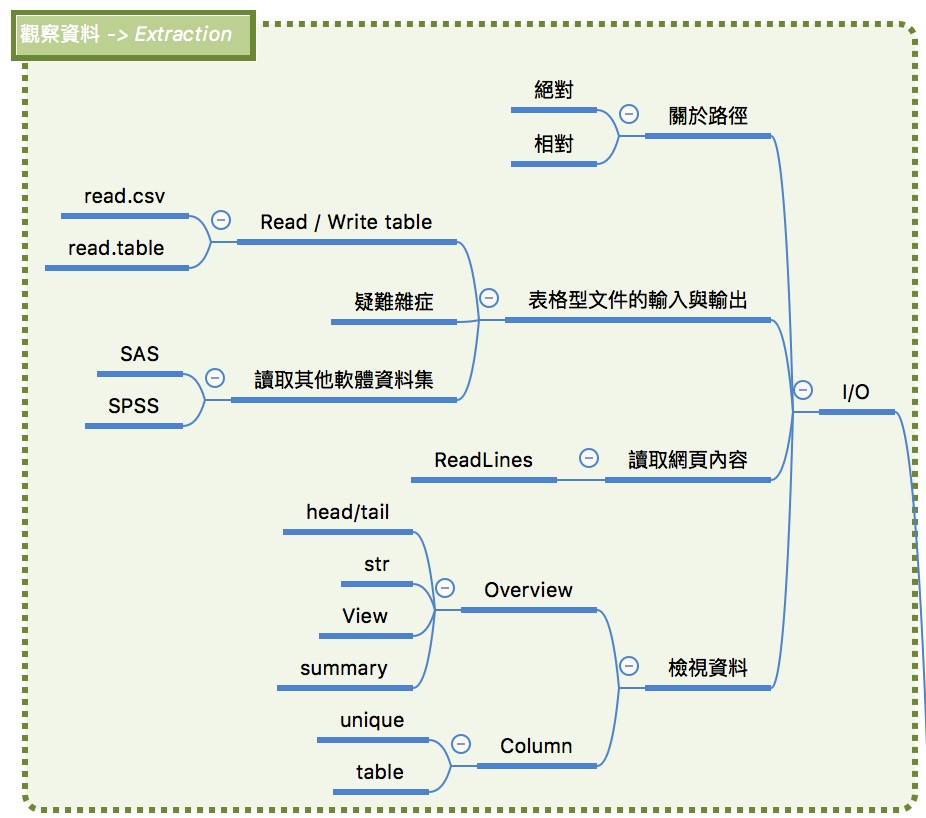 觀察資料 -> Extraction
絕對
關於路徑
相對
read.csv
Read / Write table
read.table
疑難雜症
表格型文件的輸入與輸出
SAS
讀取其他軟體資料集
SPSS
I/O
ReadLines
讀取網頁內容
head/tail
str
Overview
View
summary
檢視資料
unique
Column
table